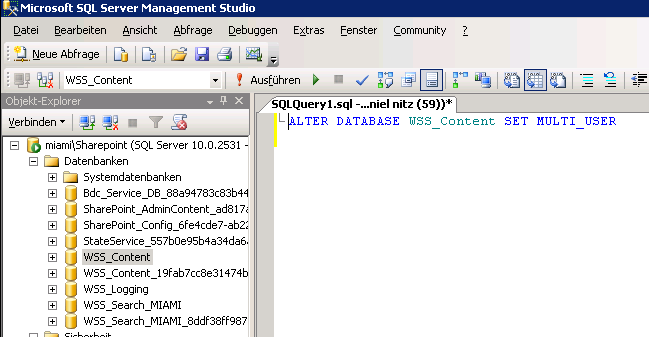 Microsoft SQL Server Management Studio
Datei Bearbeiten Ansicht Abfrage Debuggen Extras Fenster Community ?
Neue Abfrage
WSS_Content Ausführen
Objekt-Explorer
SQLQuery1.sql -...niel nitz (59))*
Verbinden
ALTER DATABASE WSS_Content SET MULTI_USER
miami\Sharepoint (SQL Server 10.0.2531 -
Datenbanken
Systemdatenbanken
Bdc_Service_DB_88a94783c83b44
SharePoint_AdminContent_ad817a
SharePoint_Config_6fe4cde7-ab22
StateService_557b0e95b4a34da6
WSS_Content
WSS_Content_19fab7cc8e31474b
WSS_Logging
WSS_Search_MIAMI
WSS_Search_MIAMI_8ddf38ff987
Sicherheit